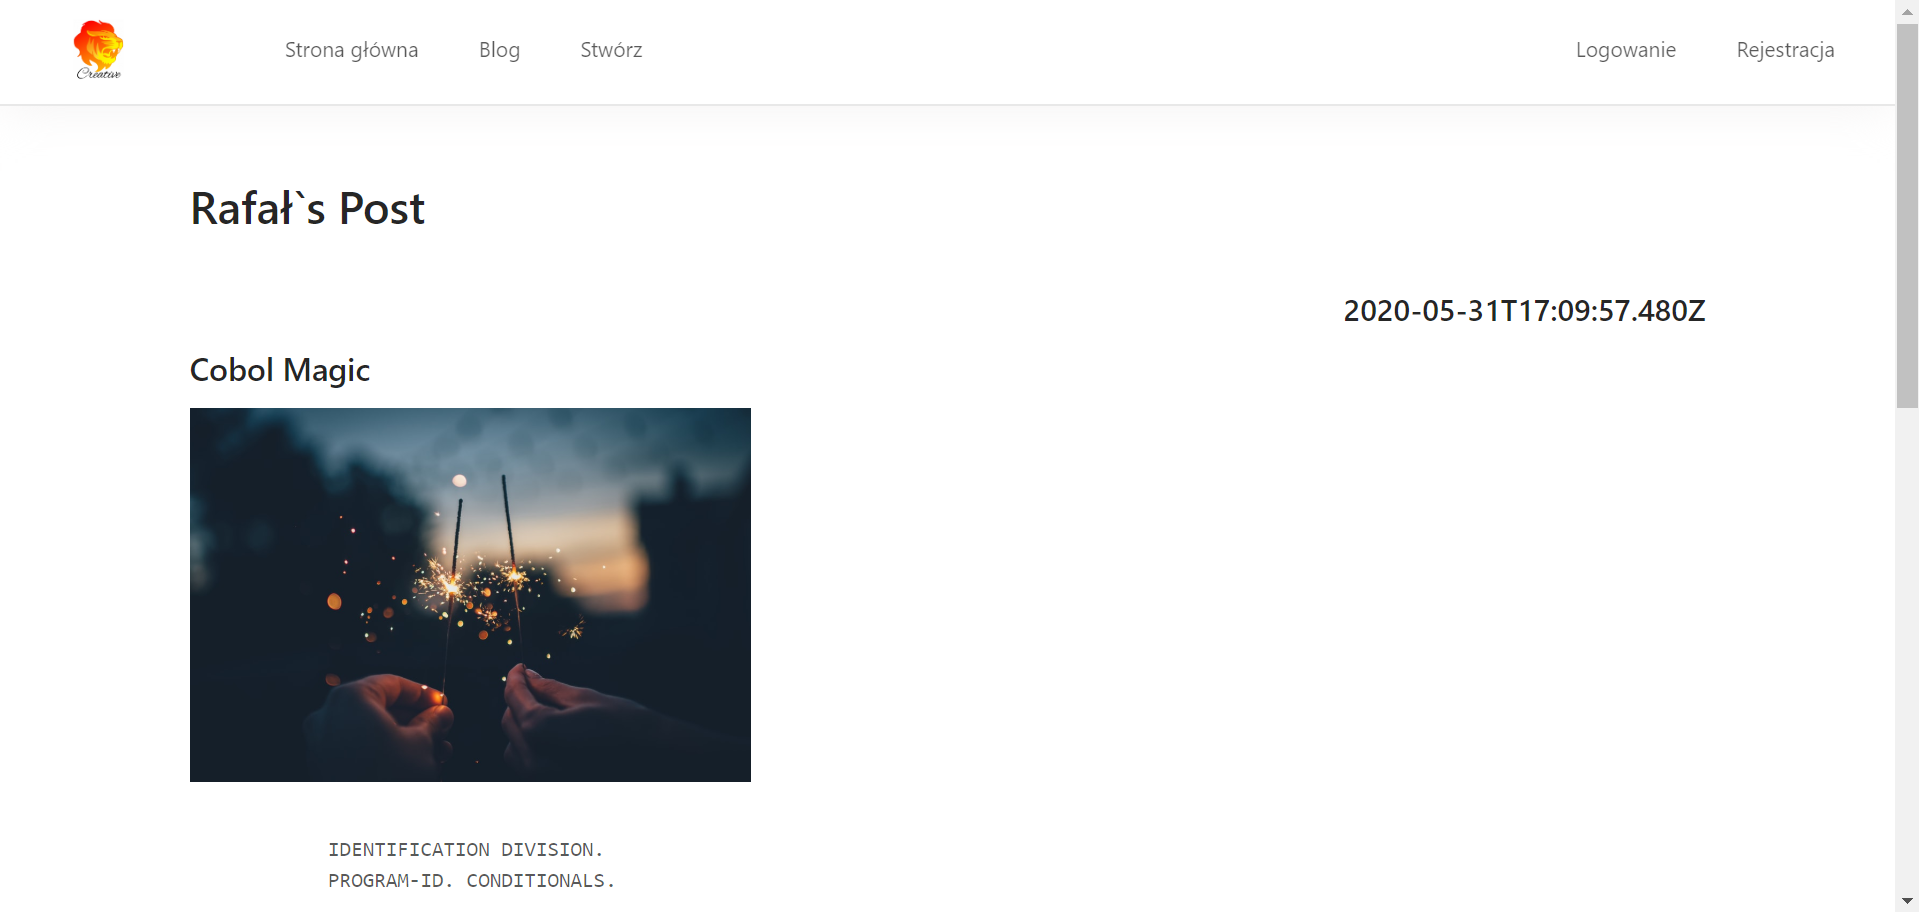 Creative
Strona główna
Blog
Stwórz
Logowanie
Rejestracja
Rafał`s Post
2020-05-31T17:09:57.480Z
Cobol Magic
IDENTIFICATION DIVISION.
PROGRAM-ID. CONDITIONALS.